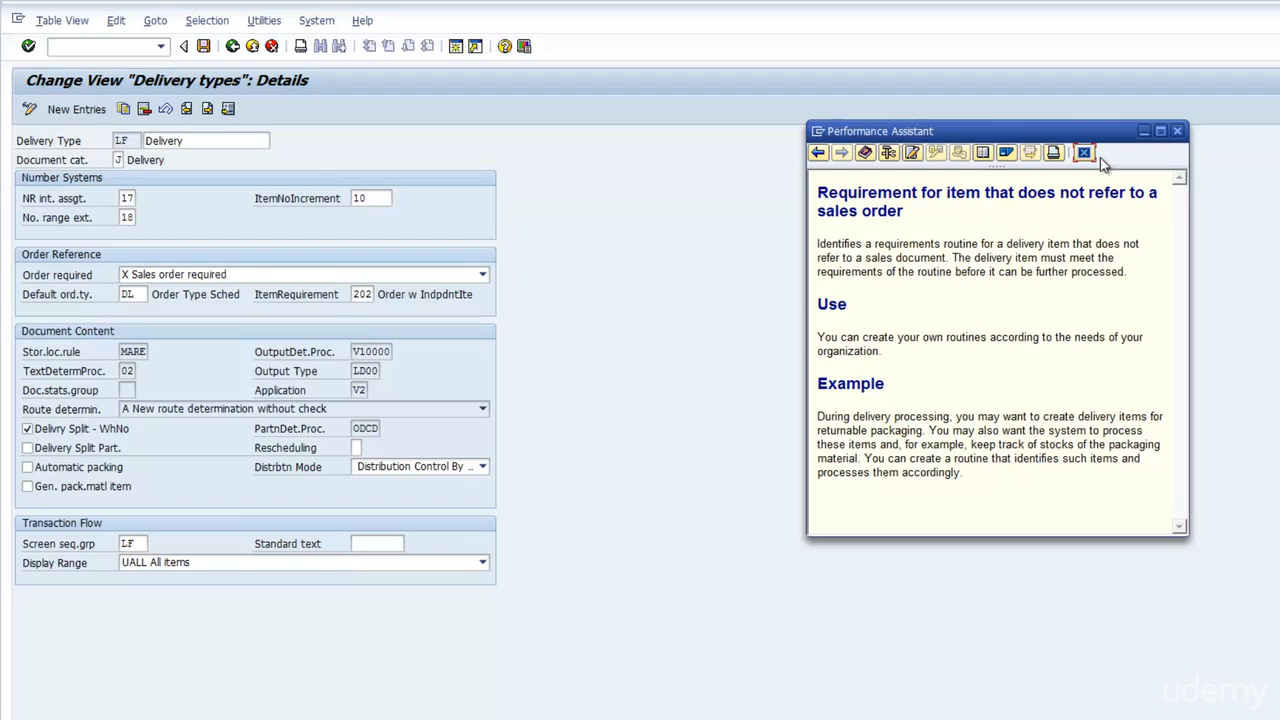 Table View Edit Goto Selection Utilities System Help
Change View "Delivery types": Details
New Entries
Delivery Type LF Delivery
Document cat. J Delivery
Number Systems
NR int. assgt. 17 ItemNoIncrement 10
No. range ext. 18
Order Reference
Order required X Sales order required
Default ord.ty. DL Order Type Sched ItemRequirement 202 Order w IndpdntIte
Document Content
Stor.loc.rule MARE OutputDet.Proc. V10000
TextDetermProc. 02 Output Type LD00
Doc.stats.group Application V2
Route determin. A New route determination without check
Delivry Split - WhNo PartnDet.Proc. ODCD
Delivery Split Part. Rescheduling
Automatic packing Distrbtn Mode Distribution Control By ...
Gen. pack.matl item
Transaction Flow
Screen seq.grp LF Standard text
Display Range UALL All items
Performance Assistant
Requirement for item that does not refer to a
sales order
Identifies a requirements routine for a delivery item that does not
refer to a sales document. The delivery item must meet the
requirements of the routine before it can be further processed.
Use
You can create your own routines according to the needs of your
organization.
Example
During delivery processing, you may want to create delivery items for
returnable packaging. You may also want the system to process
these items and, for example, keep track of stocks of the packaging
material. You can create a routine that identifies such items and
processes them accordingly.
udemy